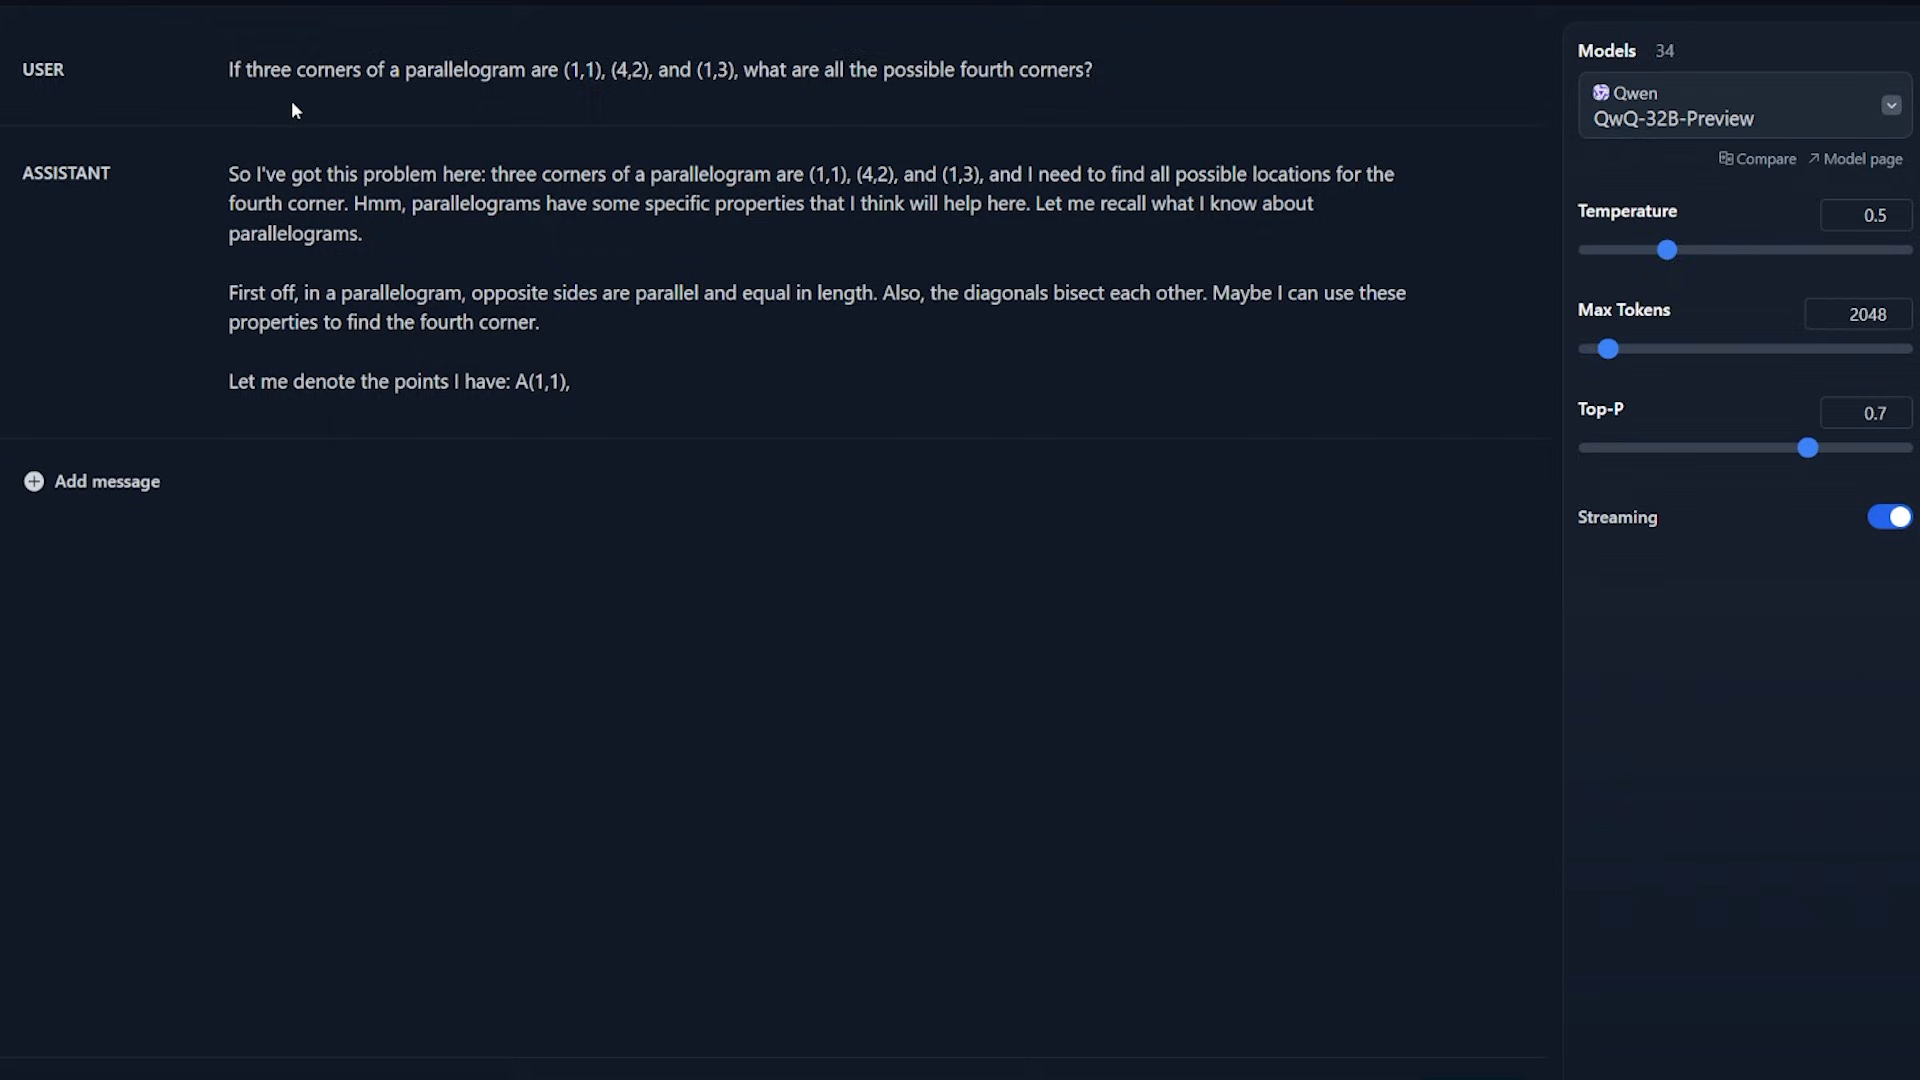 USER
If three corners of a parallelogram are (1,1), (4,2), and (1,3), what are all the possible fourth corners?
ASSISTANT
So I've got this problem here: three corners of a parallelogram are (1,1), (4,2), and (1,3), and I need to find all possible locations for the
fourth corner. Hmm, parallelograms have some specific properties that I think will help here. Let me recall what I know about
parallelograms.
First off, in a parallelogram, opposite sides are parallel and equal in length. Also, the diagonals bisect each other. Maybe I can use these
properties to find the fourth corner.
Let me denote the points I have: A(1,1),
Add message
Models 34
Qwen
QwQ-32B-Preview
Compare Model page
Temperature 0.5
Max Tokens 2048
Top-P 0.7
Streaming